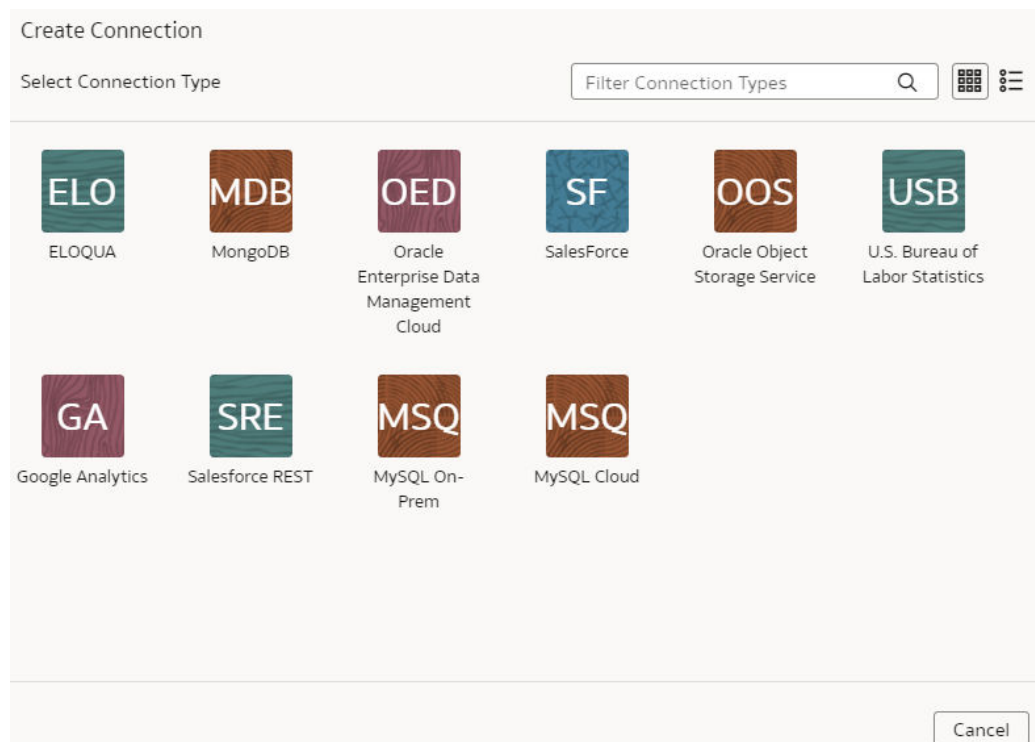 Create Connection
Select Connection Type
Filter Connection Types
ELO
MDB
OED
SF
OOS
USB
ELOQUA
MongoDB
Oracle
Enterprise Data
Management
Cloud
SalesForce
Oracle Object
Storage Service
U.S. Bureau of
Labor Statistics
GA
SRE
MSQ
MSQ
Google Analytics
Salesforce REST
MySQL On-
Prem
MySQL Cloud
Cancel